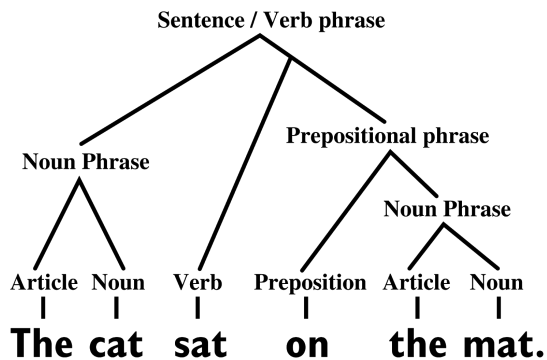 Sentence / Verb phrase
Prepositional phrase
Noun Phrase
Noun Phrase
Article Noun Verb Preposition Article Noun
The cat sat on the mat.